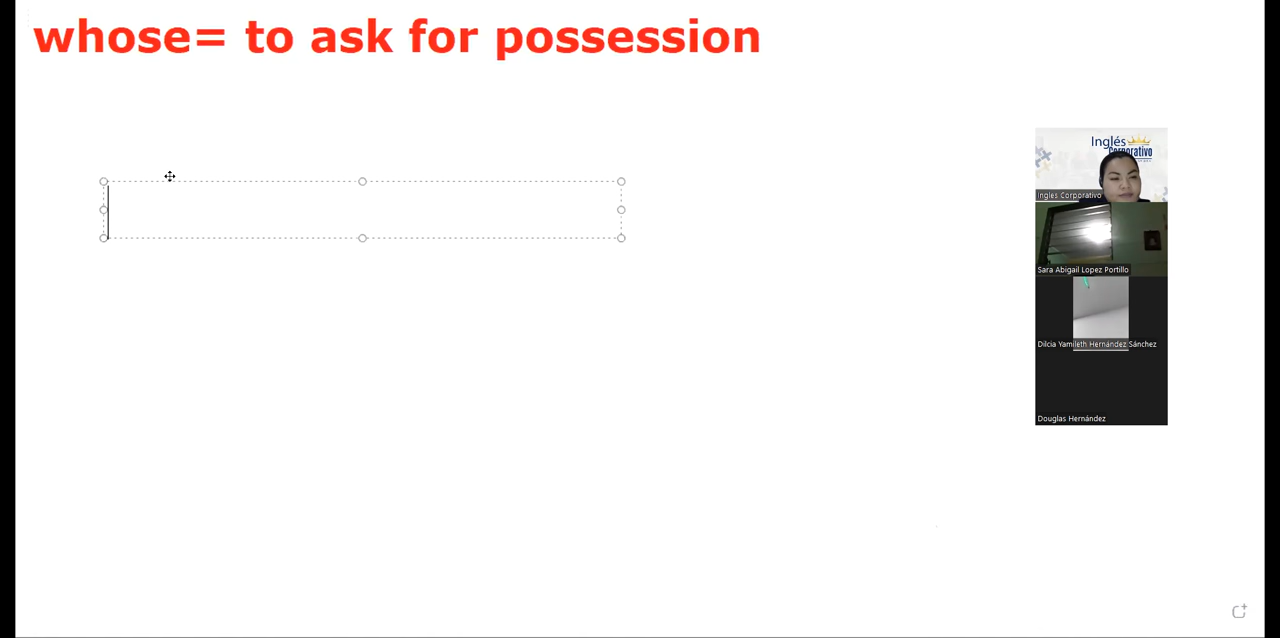 whose= to ask for possession
Inglés
Corporativo
Ingles Corporativo
Sara Abigail Lopez Portillo
Dilcia Yamileth Hernández Sánchez
Douglas Hernández